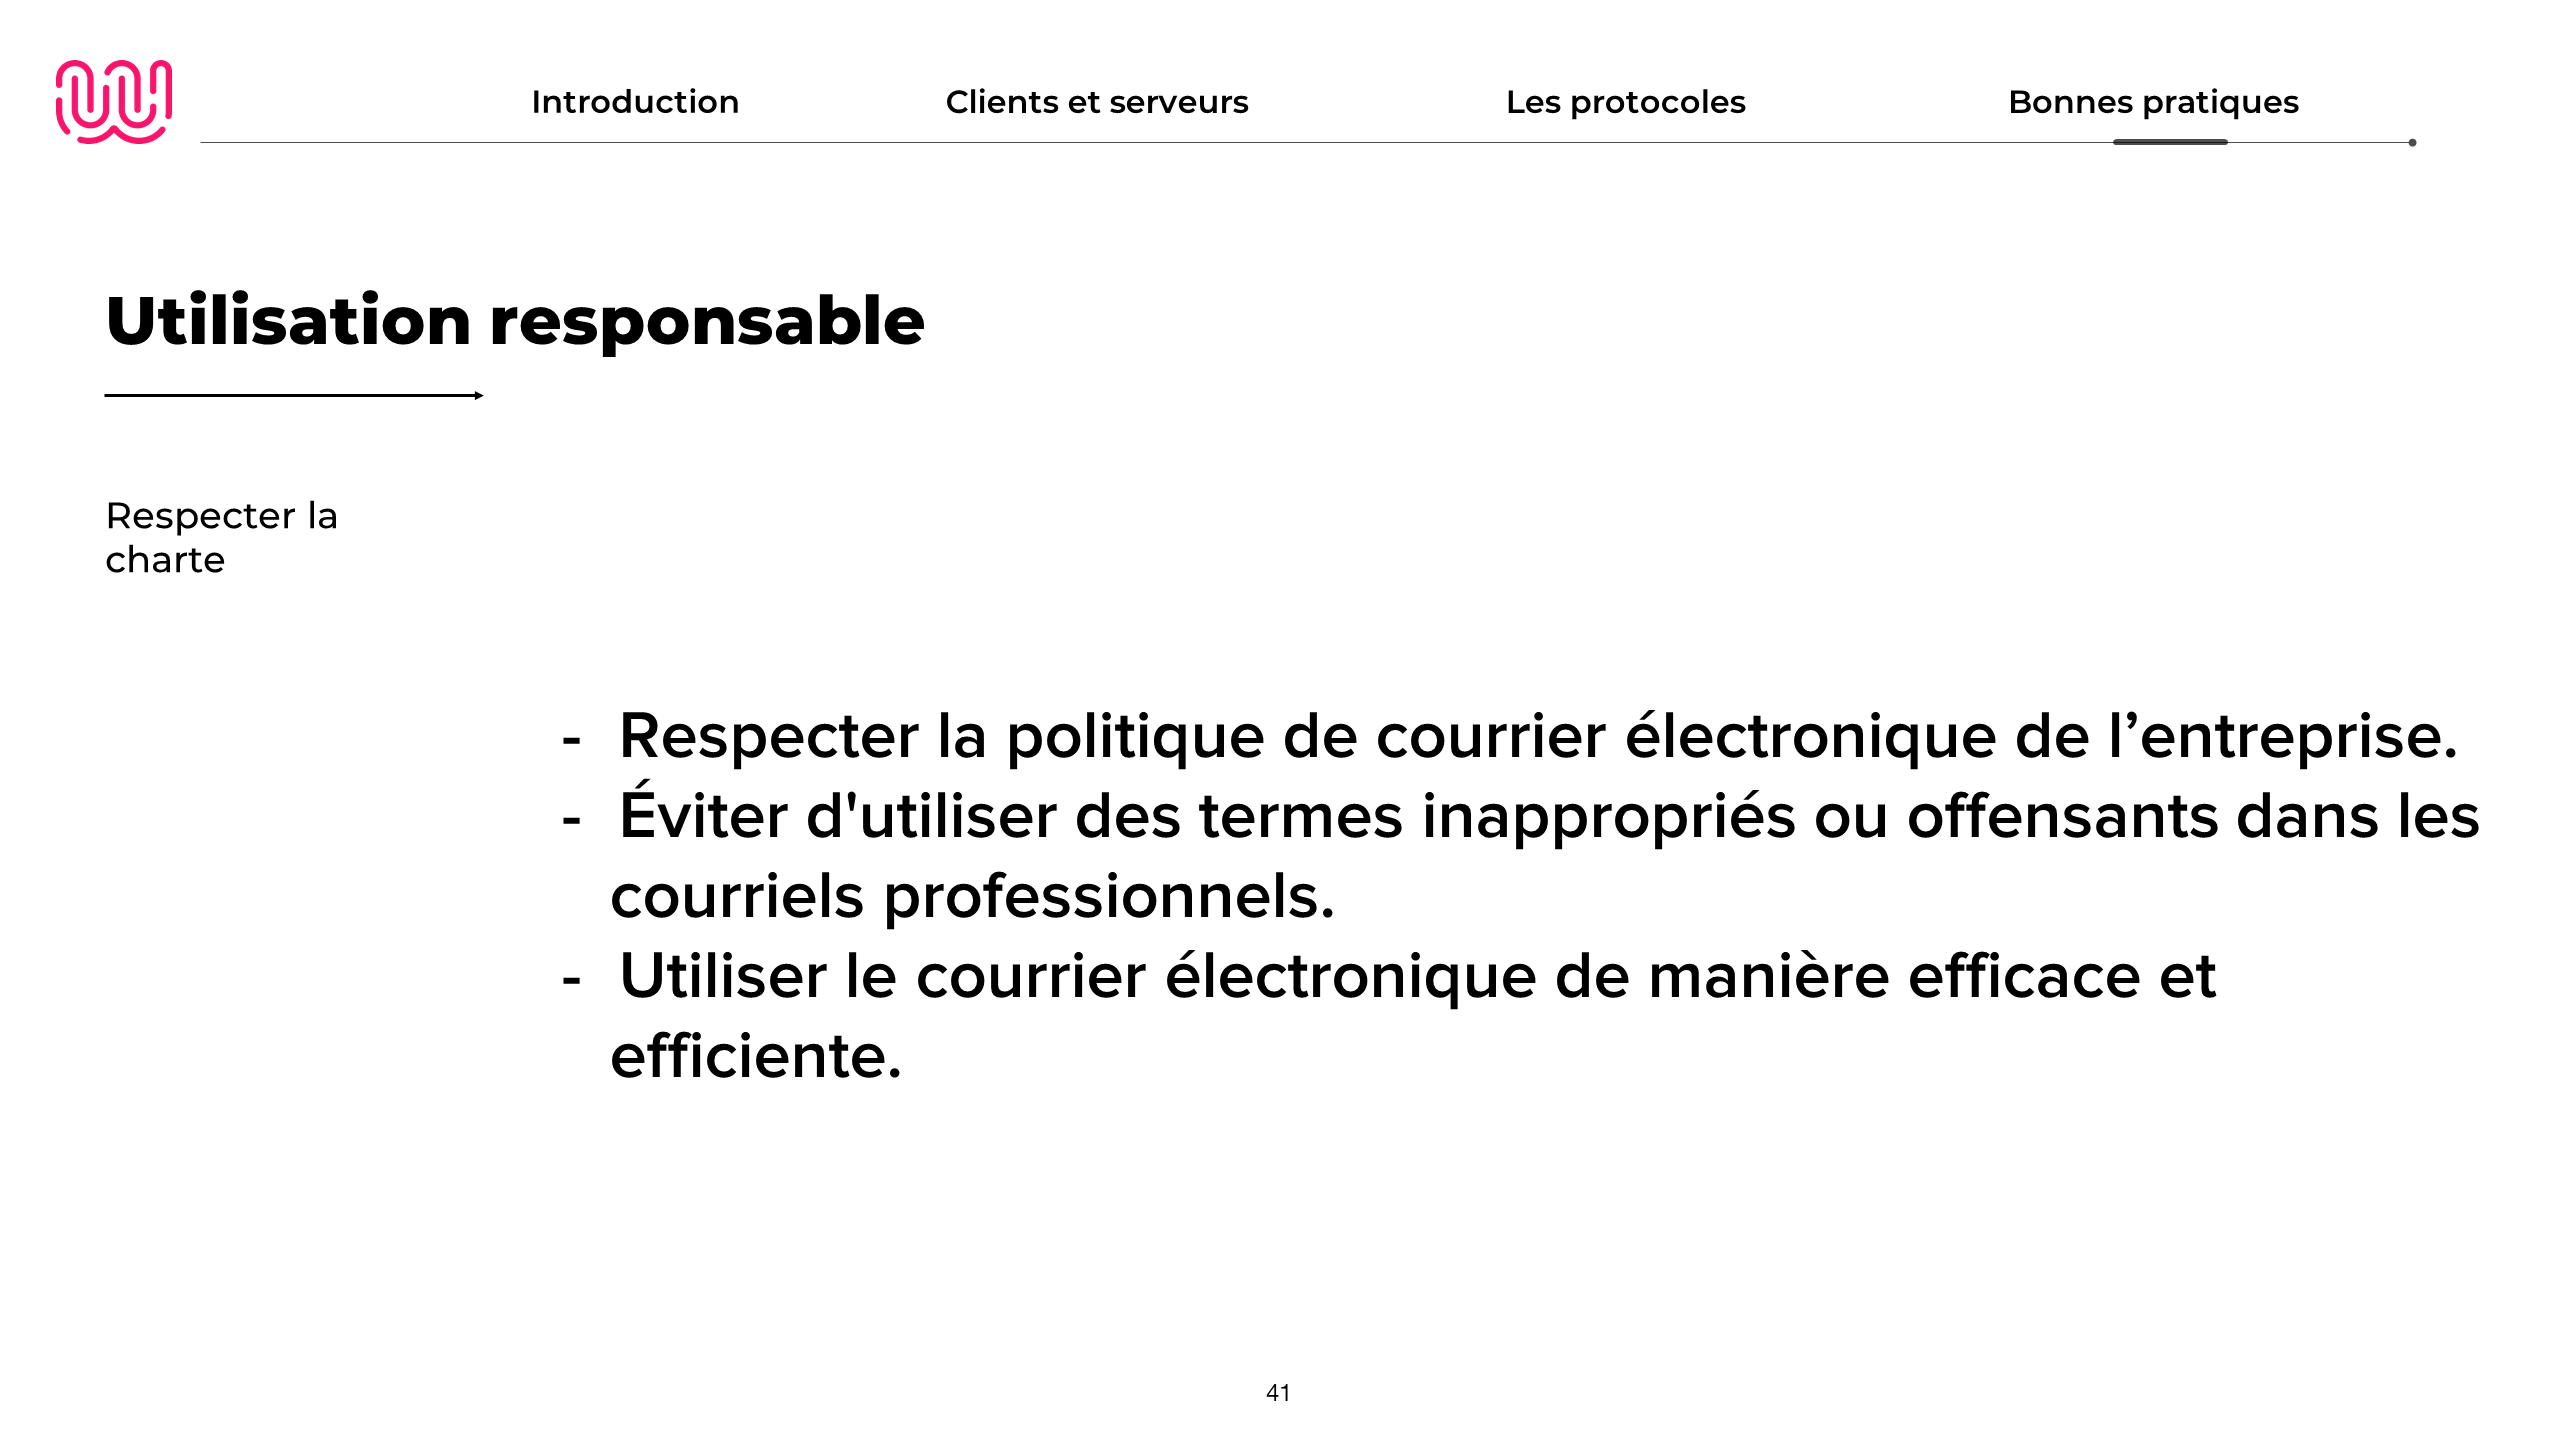 Introduction
Clients et serveurs
Les protocoles
Bonnes pratiques
Utilisation responsable
Respecter la
charte
- Respecter la politique de courrier électronique de l’entreprise.
- Éviter d'utiliser des termes inappropriés ou offensants dans les
courriels professionnels.
- Utiliser le courrier électronique de manière efficace et
efficiente.
41